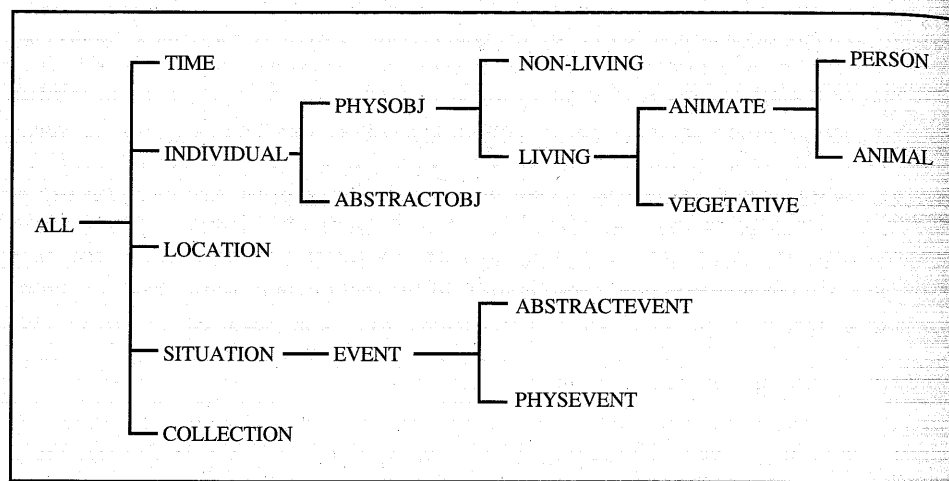 TIME
NON-LIVING
PERSON
PHYSOBJ
ANIMATE
INDIVIDUAL
LIVING
ANIMAL
ABSTRACTOBJ
VEGETATIVE
ALL
LOCATION
ABSTRACTEVENT
SITUATION
EVENT
PHYSEVENT
COLLECTION